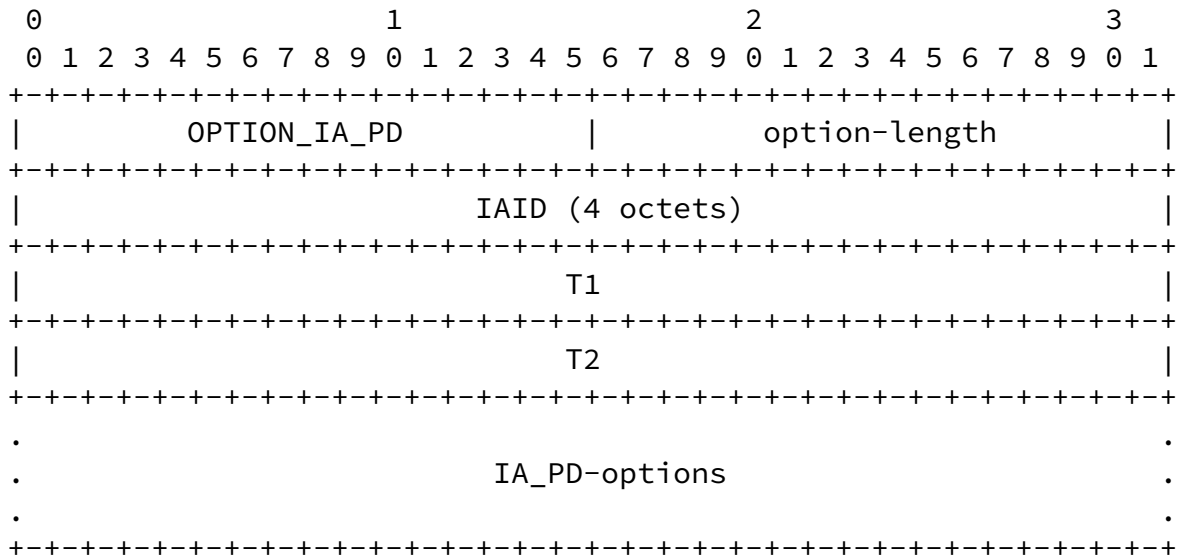 0                   1                   2                   3
 0 1 2 3 4 5 6 7 8 9 0 1 2 3 4 5 6 7 8 9 0 1 2 3 4 5 6 7 8 9 0 1
+-+-+-+-+-+-+-+-+-+-+-+-+-+-+-+-+-+-+-+-+-+-+-+-+-+-+-+-+-+-+-+-+
|         OPTION_IA_PD          |         option-length         |
+-+-+-+-+-+-+-+-+-+-+-+-+-+-+-+-+-+-+-+-+-+-+-+-+-+-+-+-+-+-+-+-+
|                         IAID (4 octets)                       |
+-+-+-+-+-+-+-+-+-+-+-+-+-+-+-+-+-+-+-+-+-+-+-+-+-+-+-+-+-+-+-+-+
|                              T1                               |
+-+-+-+-+-+-+-+-+-+-+-+-+-+-+-+-+-+-+-+-+-+-+-+-+-+-+-+-+-+-+-+-+
|                              T2                               |
+-+-+-+-+-+-+-+-+-+-+-+-+-+-+-+-+-+-+-+-+-+-+-+-+-+-+-+-+-+-+-+-+
.                                                               .
.                          IA_PD-options                        .
.                                                               .
+-+-+-+-+-+-+-+-+-+-+-+-+-+-+-+-+-+-+-+-+-+-+-+-+-+-+-+-+-+-+-+-+